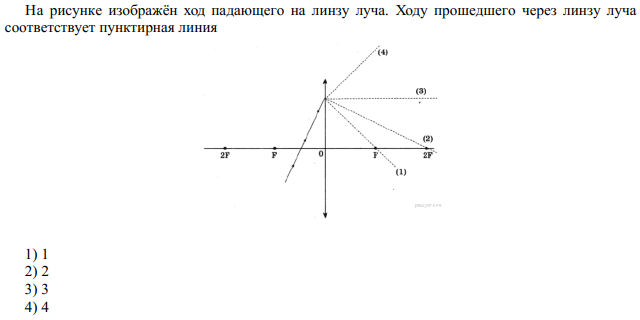 На рисунке изображён ход падающего на линзу луча. Ходу прошедшего через линзу луча
соответствует пунктирная линия
(4)
(3)
(2)
2F F 0 F 2F
(1)
1) 1
2) 2
3) 3
4) 4